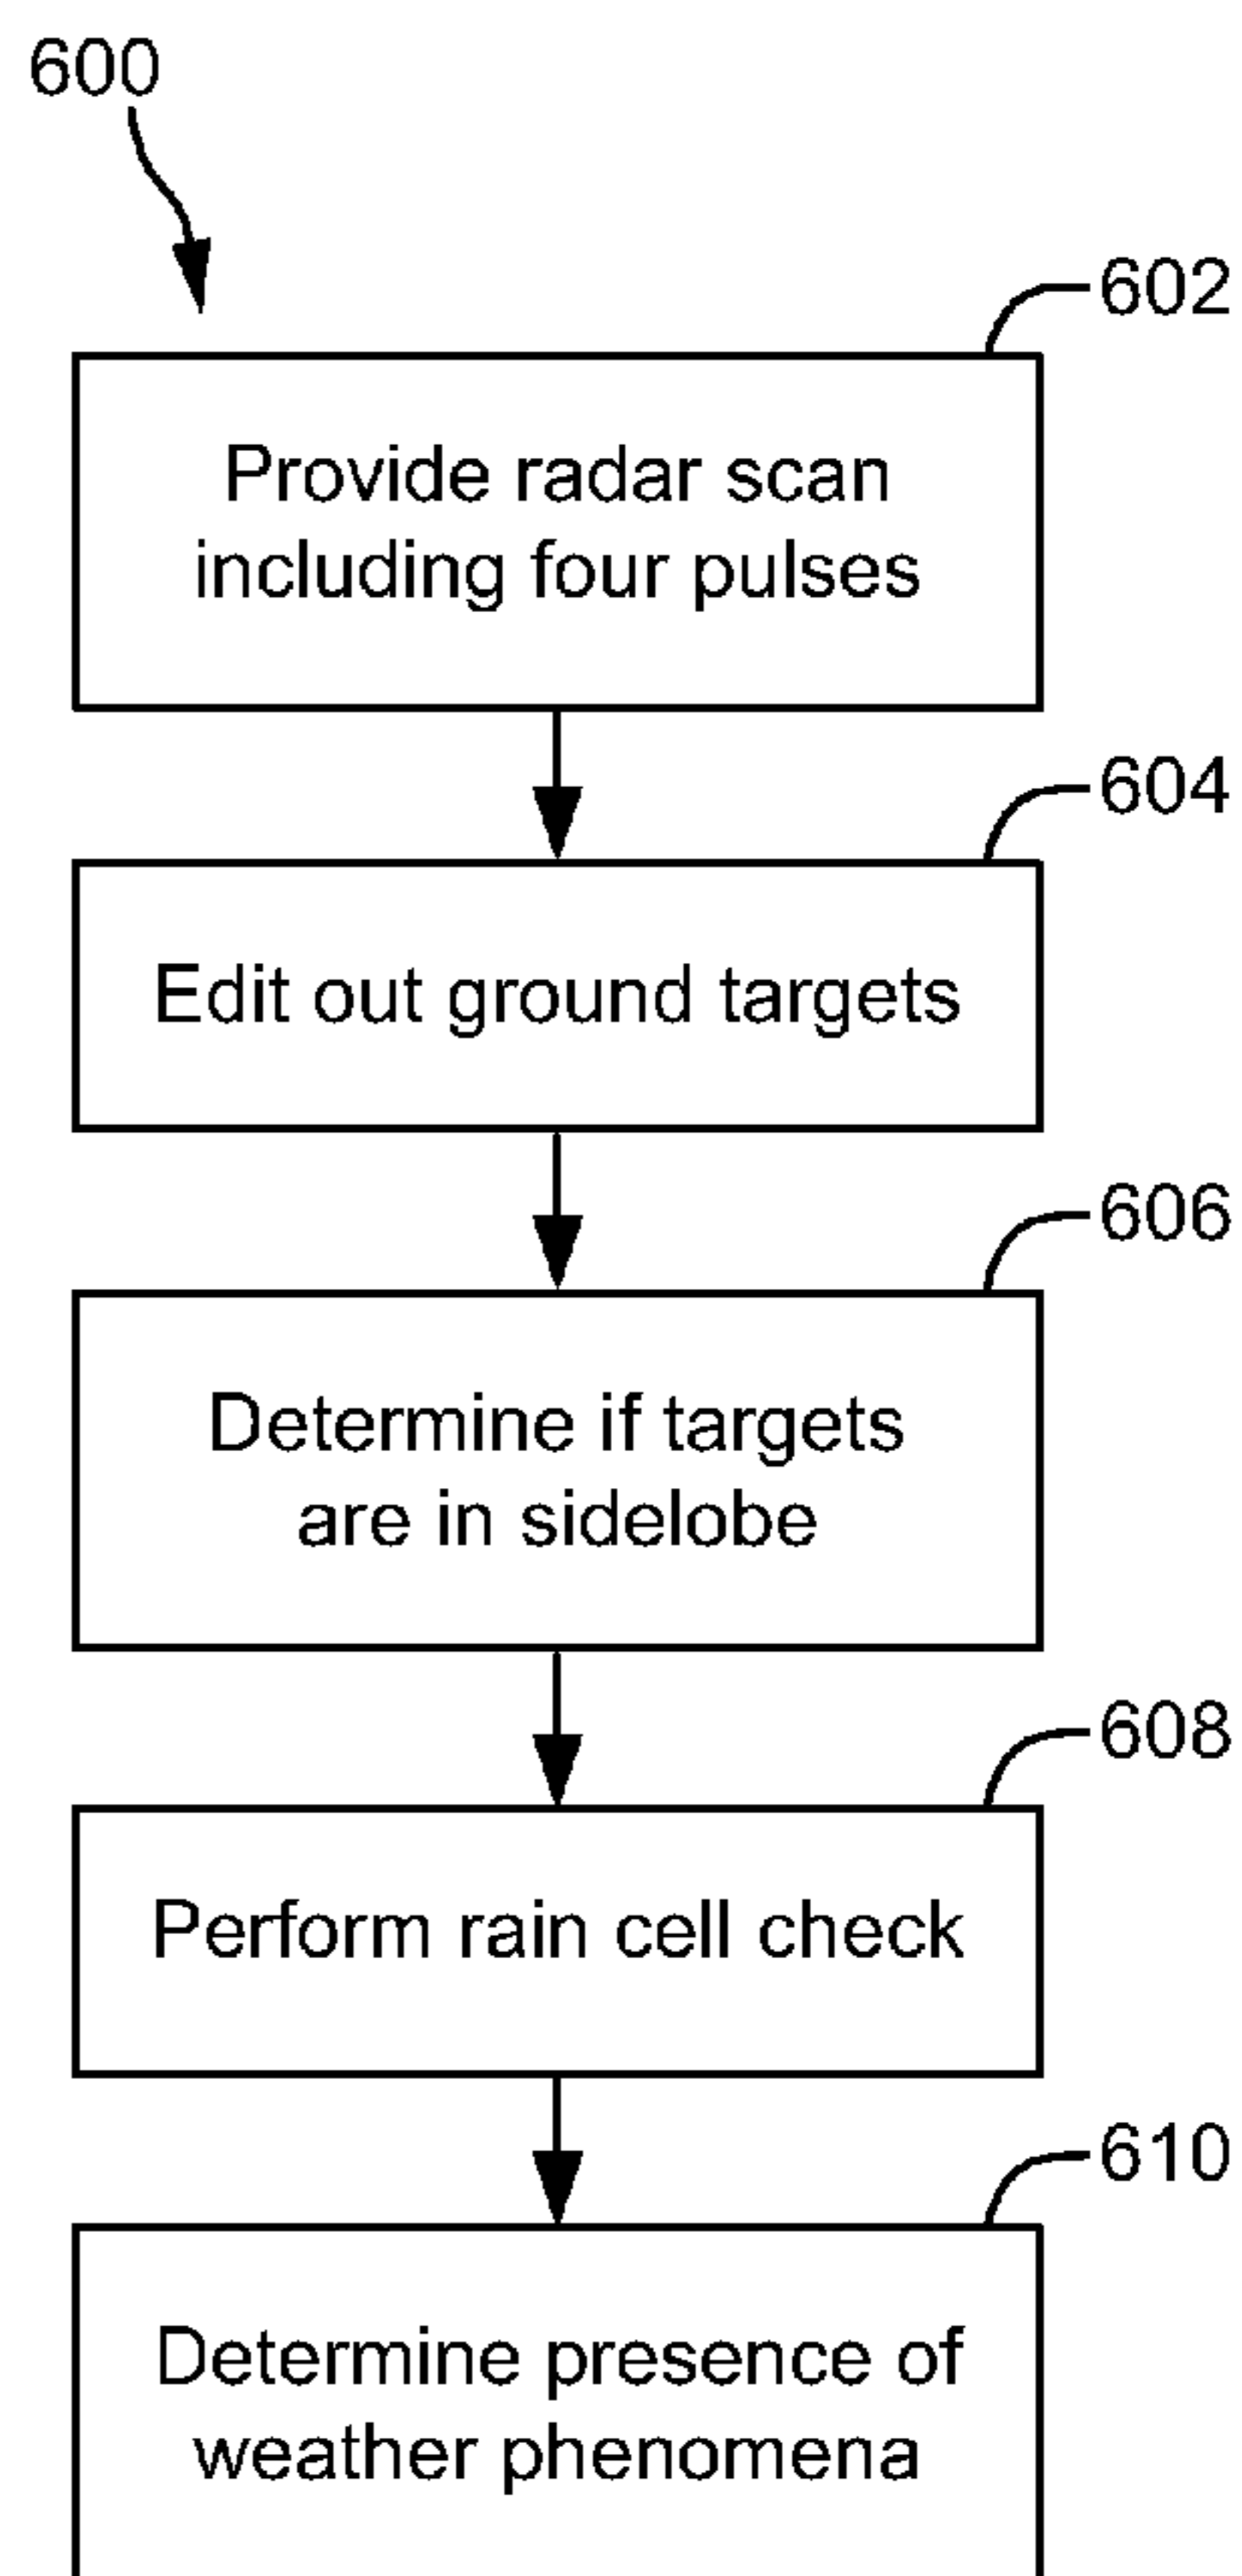 600
602
Provide radar scan
including four pulses
604
Edit out ground targets
606
Determine if targets
are in sidelobe
608
Perform rain cell check
610
Determine presence of
weather phenomena